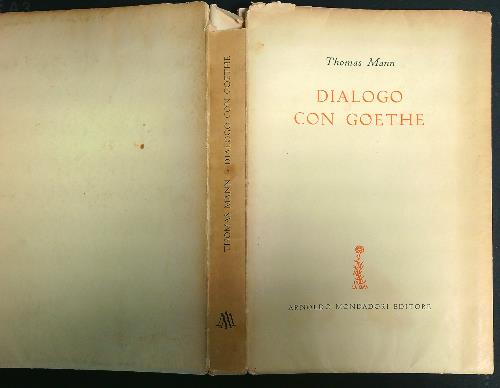 THOMAS MANN - DIALOGO CON GOETHE
Thomas Mann
DIALOGO
CON GOETHE
ARNOLDO MONDADORI EDITORE